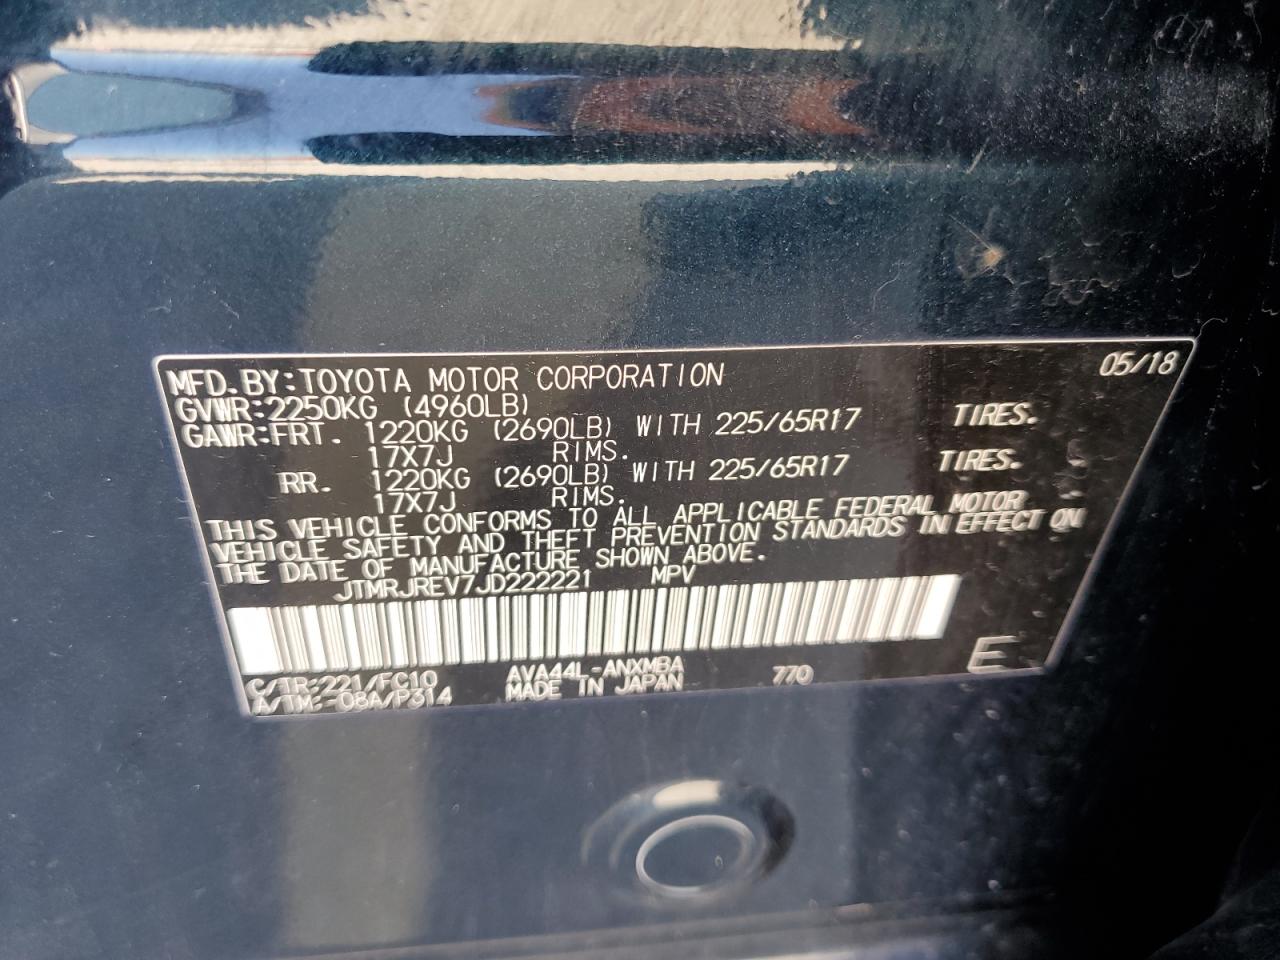 MFD.BY:TOYOTA MOTOR CORPORATION 05/18
GVWR:2250KG (4960LB)
GAWR:FRT. 1220KG (2690LB) WITH 225/65R17 TIRES.
17X7J RIMS.
RR. 1220KG (2690LB) WITH 225/65R17 TIRES.
17X7J RIMS.
THIS VEHICLE CONFORMS TO ALL APPLICABLE FEDERAL MOTOR
VEHICLE SAFETY AND THEFT PREVENTION STANDARDS IN EFFECT ON
THE DATE OF MANUFACTURE SHOWN ABOVE.
JTMRJREV7JD222221 MPV
E
C/TR:221/FC10 AVA44L-ANXMBA 770
A/TM:-08A/P314 MADE IN JAPAN